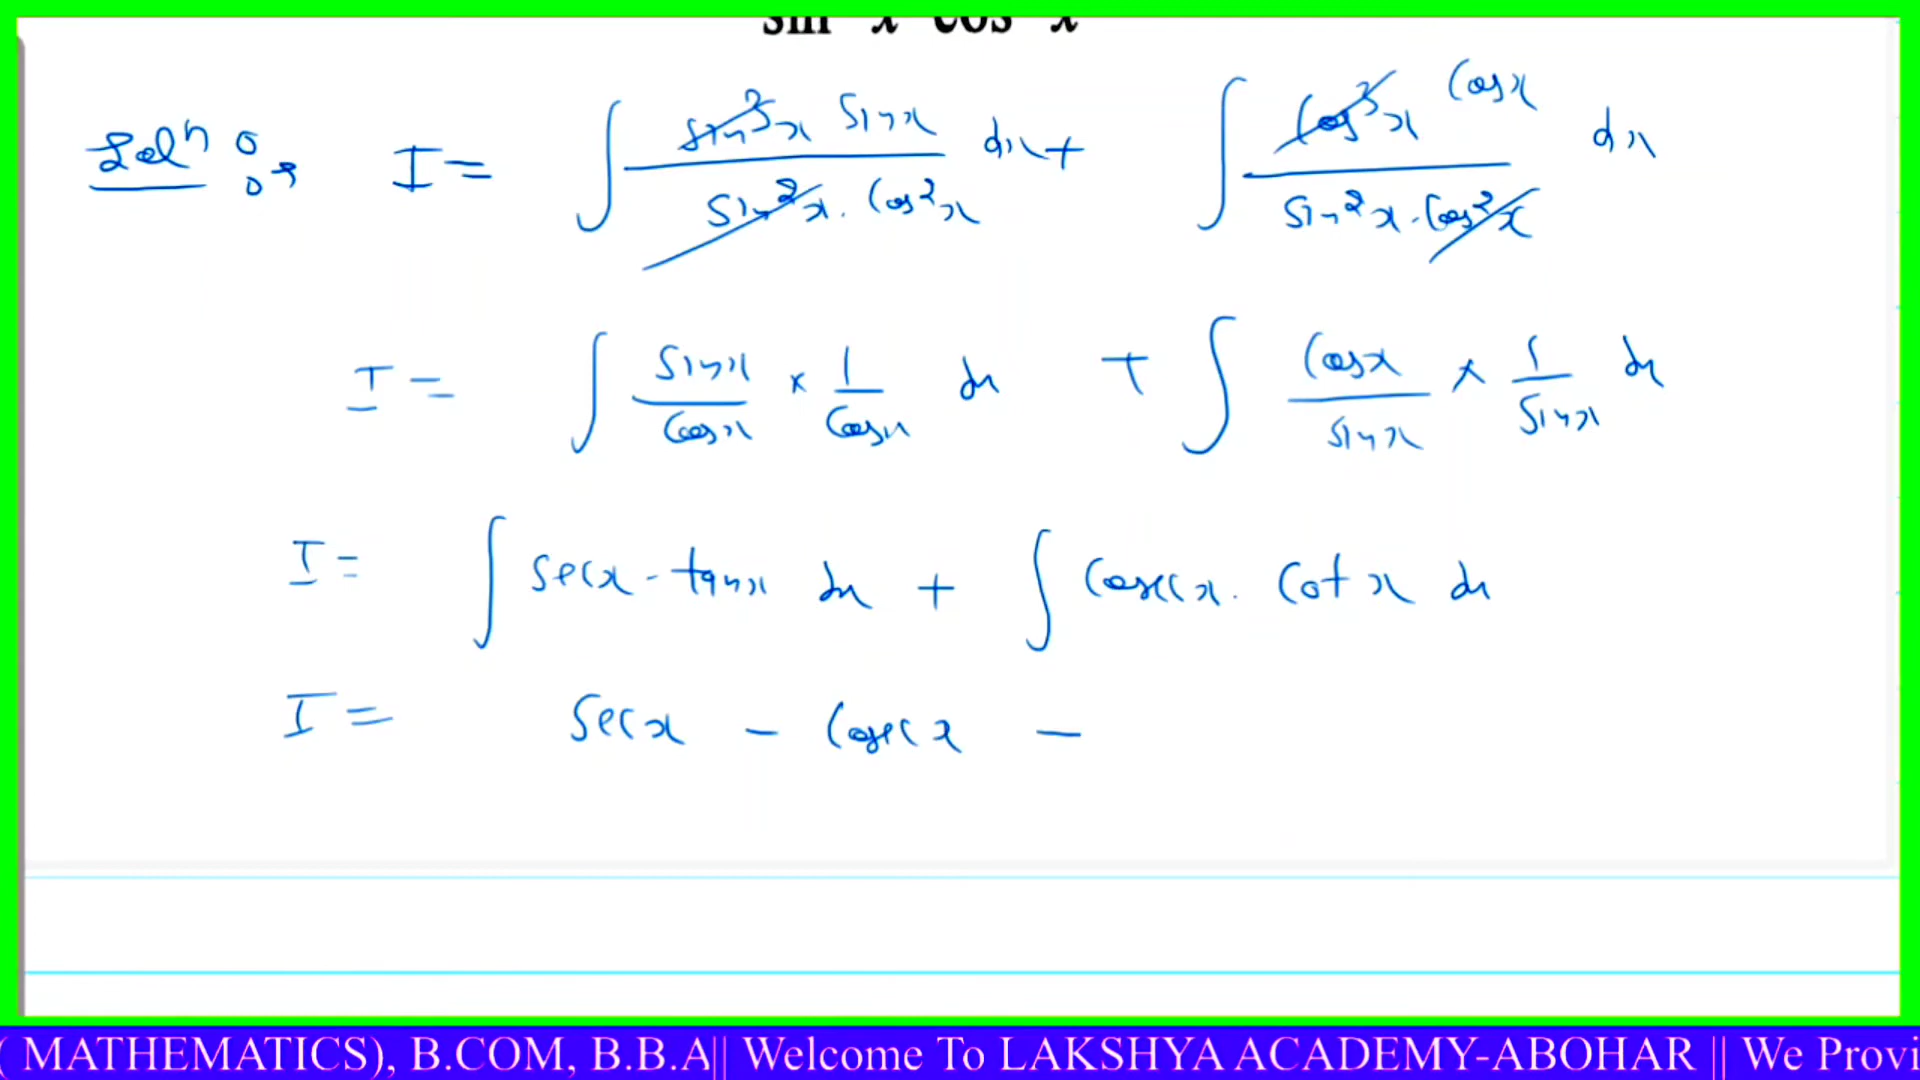 Solⁿ :→ I = ∫ sin³x sinx / sin²x . cos²x dx + ∫ cos³x cosx / sin²x . cos²x dx
I = ∫ sinx / cosx × 1 / cosx dx + ∫ cosx / sinx × 1 / sinx dx
I = ∫ secx - tanx dx + ∫ cosecx . cot x dx
I = secx - cosecx -
( MATHEMATICS), B.COM, B.B.A|| Welcome To LAKSHYA ACADEMY-ABOHAR || We Provi